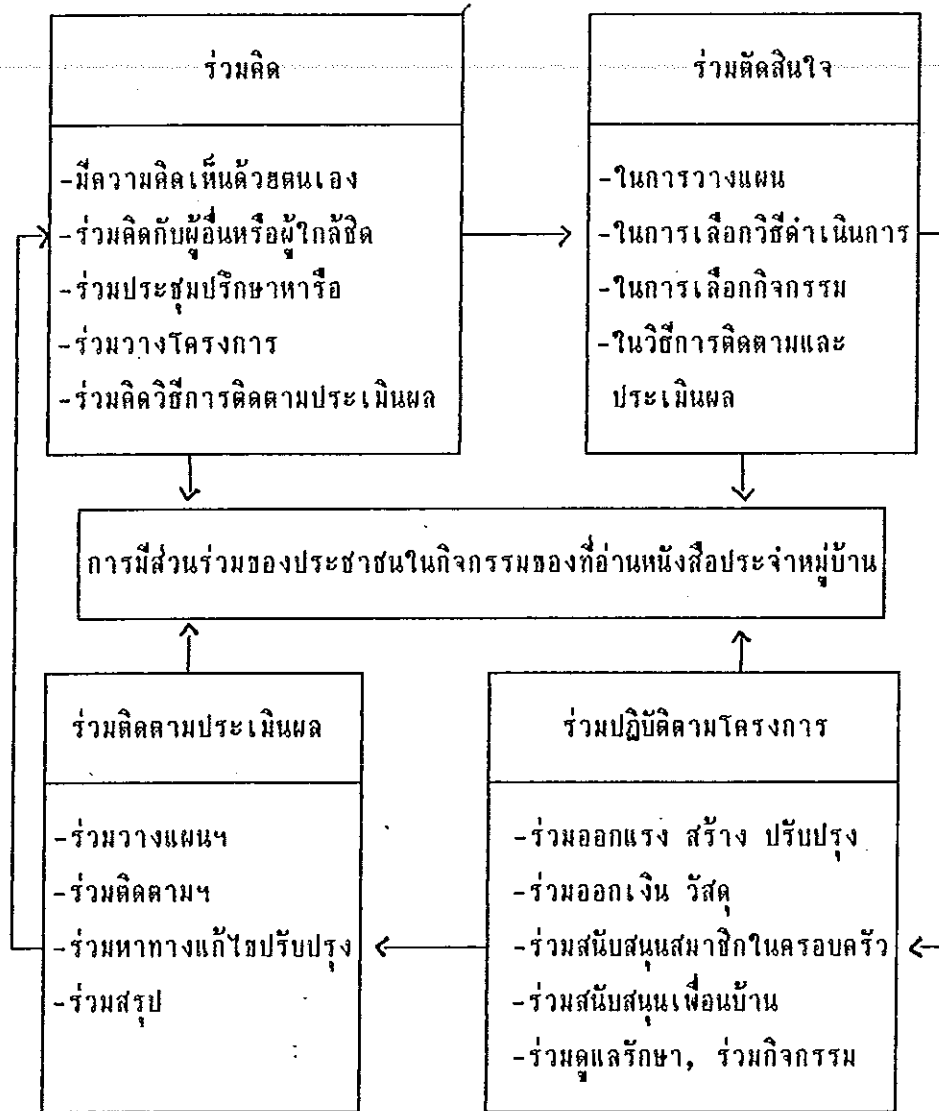 ร่วมคิด
-มีความคิดเห็นด้วยตนเอง
-ร่วมคิดกับผู้อื่นหรือผู้ใกล้ชิด
-ร่วมประชุมปรึกษาหารือ
-ร่วมวางโครงการ
-ร่วมคิดวิธีการติดตามประเมินผล
ร่วมตัดสินใจ
-ในการวางแผน
-ในการเลือกวิธีดำเนินการ
-ในการเลือกกิจกรรม
-ในวิธีการติดตามและ
ประเมินผล
การมีส่วนร่วมของประชาชนในกิจกรรมของที่อ่านหนังสือประจำหมู่บ้าน
ร่วมติดตามประเมินผล
-ร่วมวางแผนฯ
-ร่วมติดตามฯ
-ร่วมหาทางแก้ไขปรับปรุง
-ร่วมสรุป
ร่วมปฏิบัติตามโครงการ
-ร่วมออกแรง สร้าง ปรับปรุง
-ร่วมออกเงิน วัสดุ
-ร่วมสนับสนุนสมาชิกในครอบครัว
-ร่วมสนับสนุนเพื่อนบ้าน
-ร่วมดูแลรักษา, ร่วมกิจกรรม